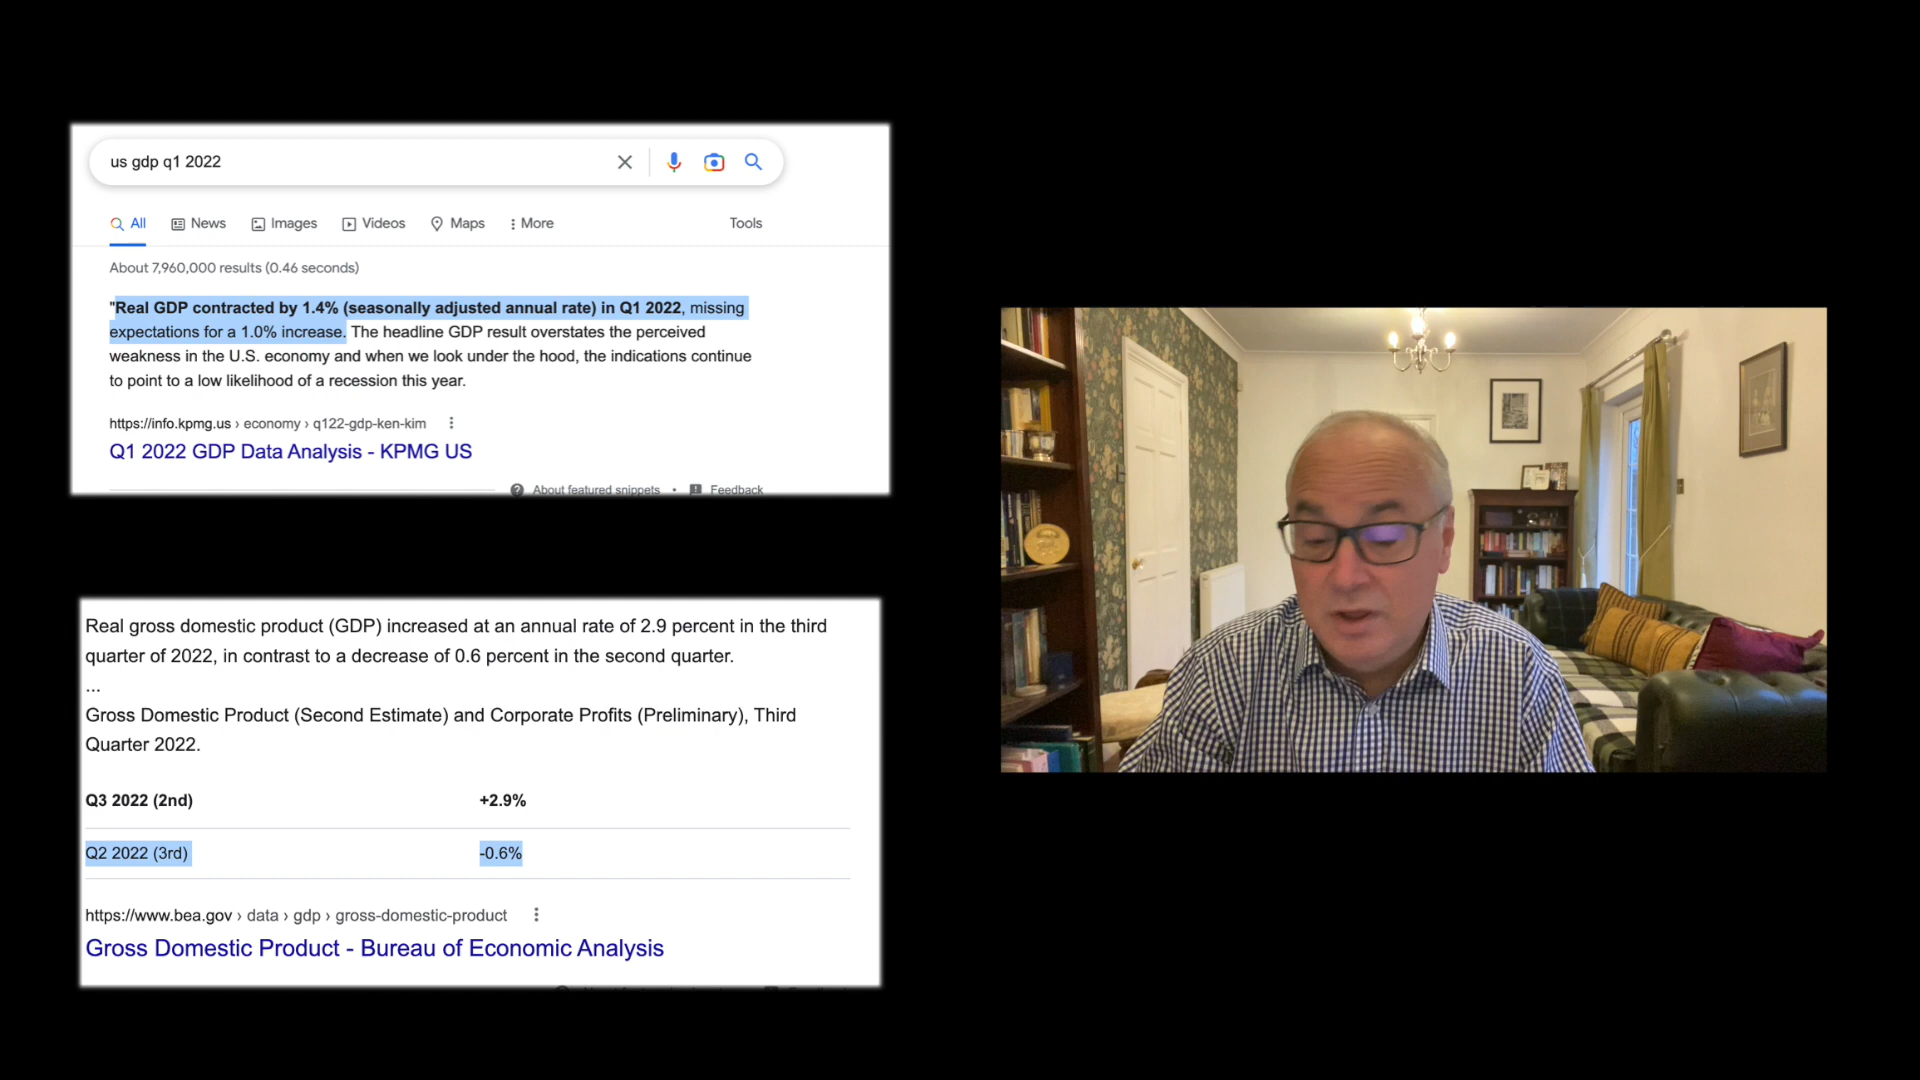 us gdp q1 2022
All News Images Videos Maps More Tools
About 7,960,000 results (0.46 seconds)
"Real GDP contracted by 1.4% (seasonally adjusted annual rate) in Q1 2022, missing
expectations for a 1.0% increase. The headline GDP result overstates the perceived
weakness in the U.S. economy and when we look under the hood, the indications continue
to point to a low likelihood of a recession this year.
https://info.kpmg.us › economy › q122-gdp-ken-kim
Q1 2022 GDP Data Analysis - KPMG US
About featured snippets • Feedback
Real gross domestic product (GDP) increased at an annual rate of 2.9 percent in the third
quarter of 2022, in contrast to a decrease of 0.6 percent in the second quarter.
...
Gross Domestic Product (Second Estimate) and Corporate Profits (Preliminary), Third
Quarter 2022.
Q3 2022 (2nd) +2.9%
Q2 2022 (3rd) -0.6%
https://www.bea.gov › data › gdp › gross-domestic-product
Gross Domestic Product - Bureau of Economic Analysis